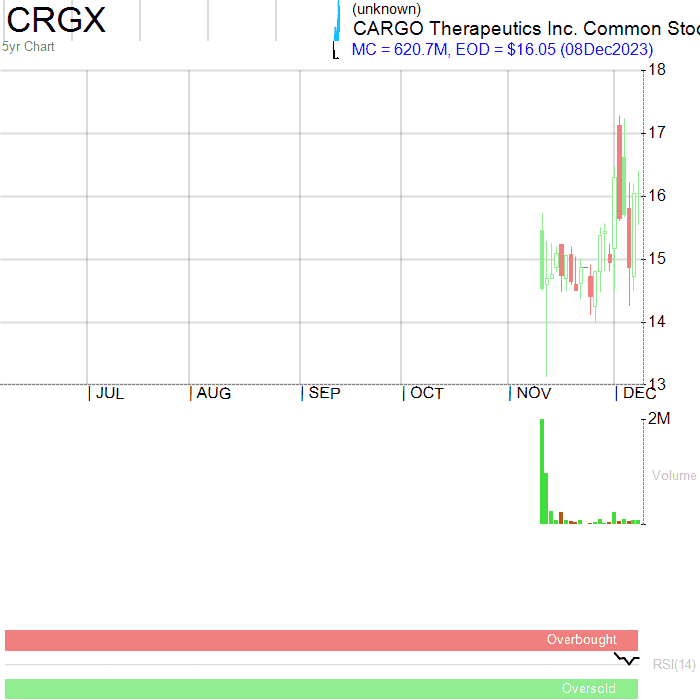 CRGX
(unknown)
CARGO Therapeutics Inc. Common Stoc
5yr Chart
MC = 620.7M, EOD = $16.05 (08Dec2023)
18
17
16
15
14
13
JUL AUG SEP OCT NOV DEC
2M
Volume
Overbought
RSI(14)
Oversold